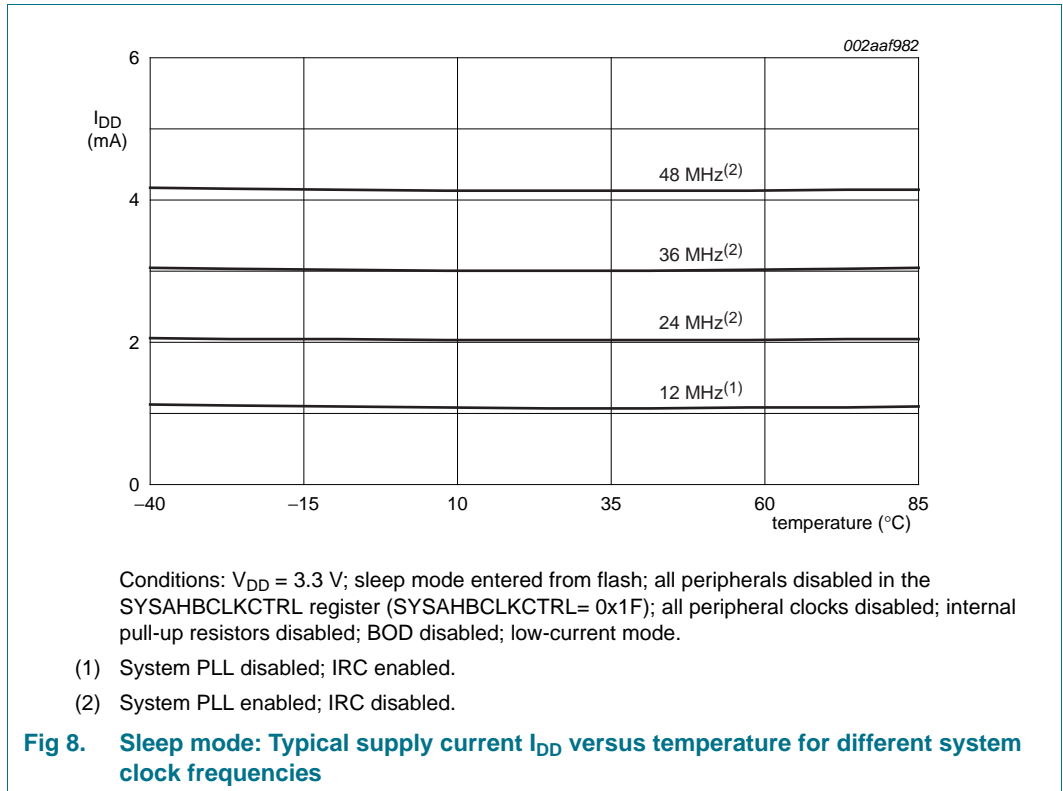 002aaf982
6
I_DD
(mA)
48 MHz(2)
4
36 MHz(2)
24 MHz(2)
2
12 MHz(1)
0
−40 −15 10 35 60 85
temperature (°C)
Conditions: V_DD = 3.3 V; sleep mode entered from flash; all peripherals disabled in the
SYSAHBCLKCTRL register (SYSAHBCLKCTRL= 0x1F); all peripheral clocks disabled; internal
pull-up resistors disabled; BOD disabled; low-current mode.
(1) System PLL disabled; IRC enabled.
(2) System PLL enabled; IRC disabled.
Fig 8. Sleep mode: Typical supply current I_DD versus temperature for different system
clock frequencies